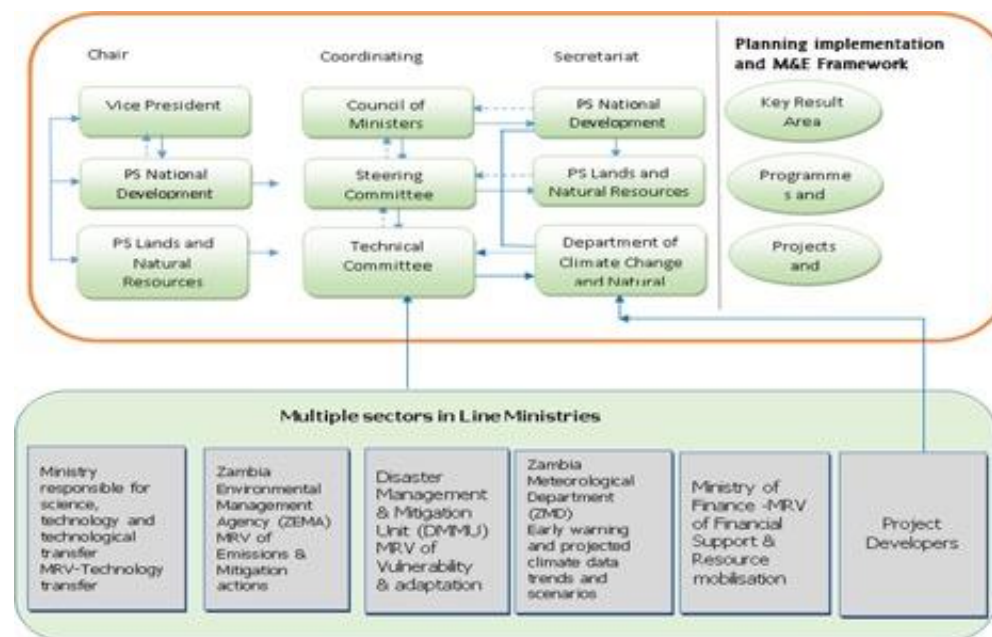 Chair
Coordinating
Secretariat
Planning implementation
and M&E Framework
Vice President
Council of
Ministers
PS National
Development
Key Result
Area
PS National
Development
Steering
Committee
PS Lands and
Natural Resources
Programme
s and
PS Lands and
Natural
Resources
Technical
Committee
Department of
Climate Change
and Natural
Projects
and
Multiple sectors in Line Ministries
Ministry
responsible for
science,
technology and
technological
transfer
MRV-Technology
transfer
Zambia
Environmental
Management
Agency (ZEMA)
MRV of
Emissions &
Mitigation
actions
Disaster
Management
& Mitigation
Unit (DMMU)
MRV of
Vulnerability
& adaptation
Zambia
Meteorological
Department
(ZMD)
Early warning
and projected
climate data
trends and
scenarios
Ministry of
Finance -MRV
of Financial
Support &
Resource
mobilisation
Project
Developers